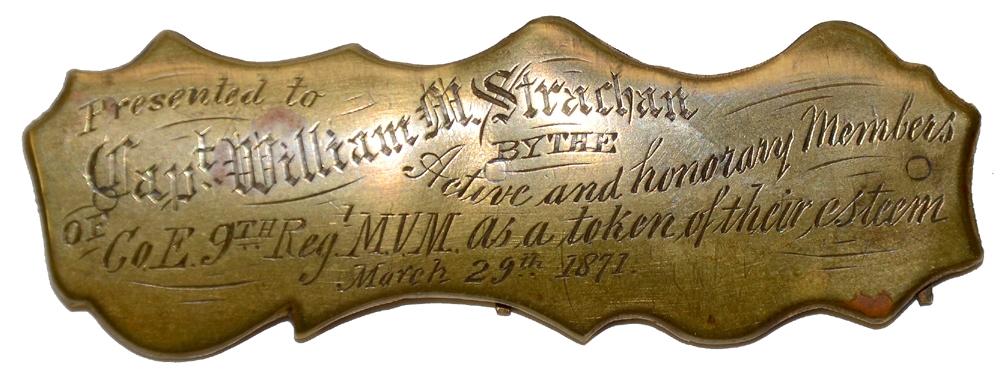 Presented to
Capt. William M. Strachan
BY THE
Active and honorary Members
OF Co. E. 9TH Regt. M.V.M. as a token of their esteem
March 29th 1871.